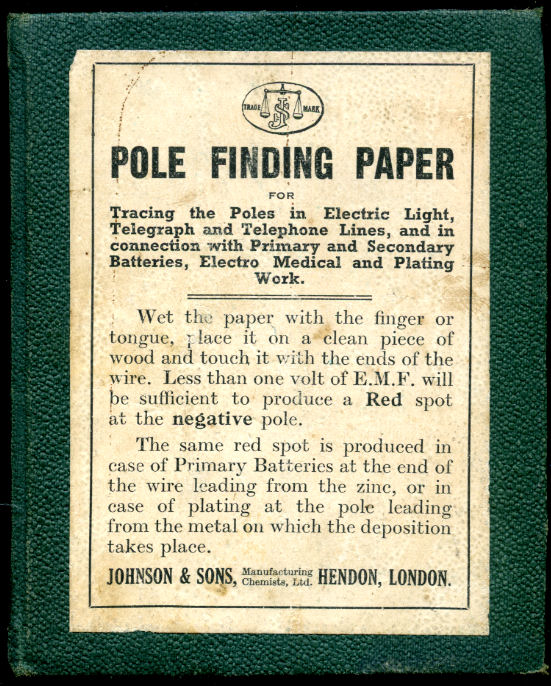 TRADE MARK
JS
POLE FINDING PAPER
FOR
Tracing the Poles in Electric Light,
Telegraph and Telephone Lines, and in
connection with Primary and Secondary
Batteries, Electro Medical and Plating
Work.
Wet the paper with the finger or
tongue, place it on a clean piece of
wood and touch it with the ends of the
wire. Less than one volt of E.M.F. will
be sufficient to produce a Red spot
at the negative pole.
The same red spot is produced in
case of Primary Batteries at the end of
the wire leading from the zinc, or in
case of plating at the pole leading
from the metal on which the deposition
takes place.
JOHNSON & SONS, Manufacturing Chemists, Ltd. HENDON, LONDON.